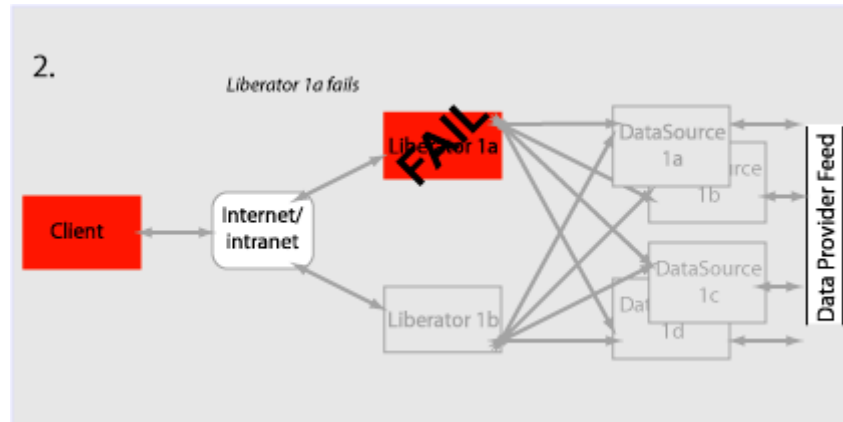 2.
Liberator 1a fails
FAIL
Liberator 1a
Client
Internet/
intranet
Liberator 1b
DataSource
1a
1b
DataSource
1c
1d
Data Provider Feed